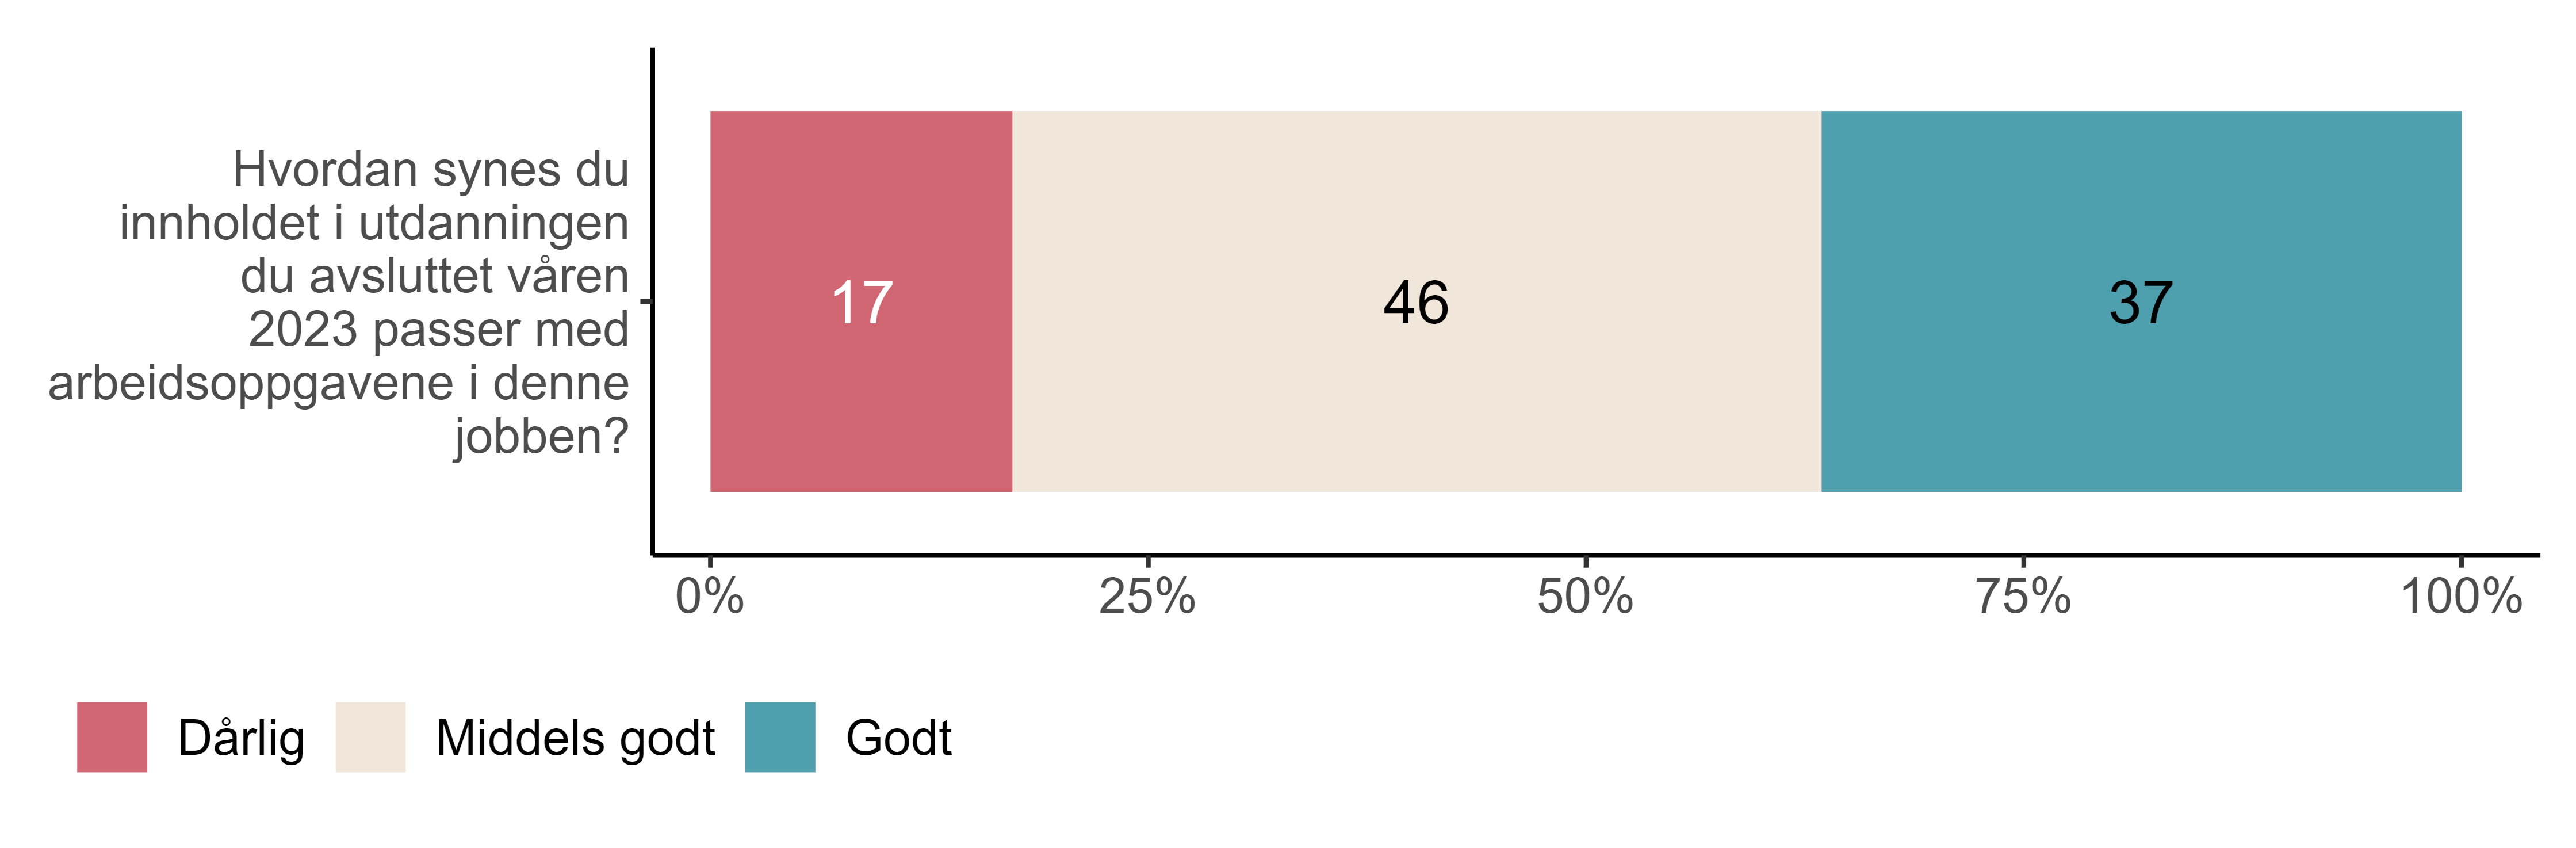 Hvordan synes du
innholdet i utdanningen
du avsluttet våren
2023 passer med
arbeidsoppgavene i denne
jobben?
17 46 37
0% 25% 50% 75% 100%
Dårlig Middels godt Godt